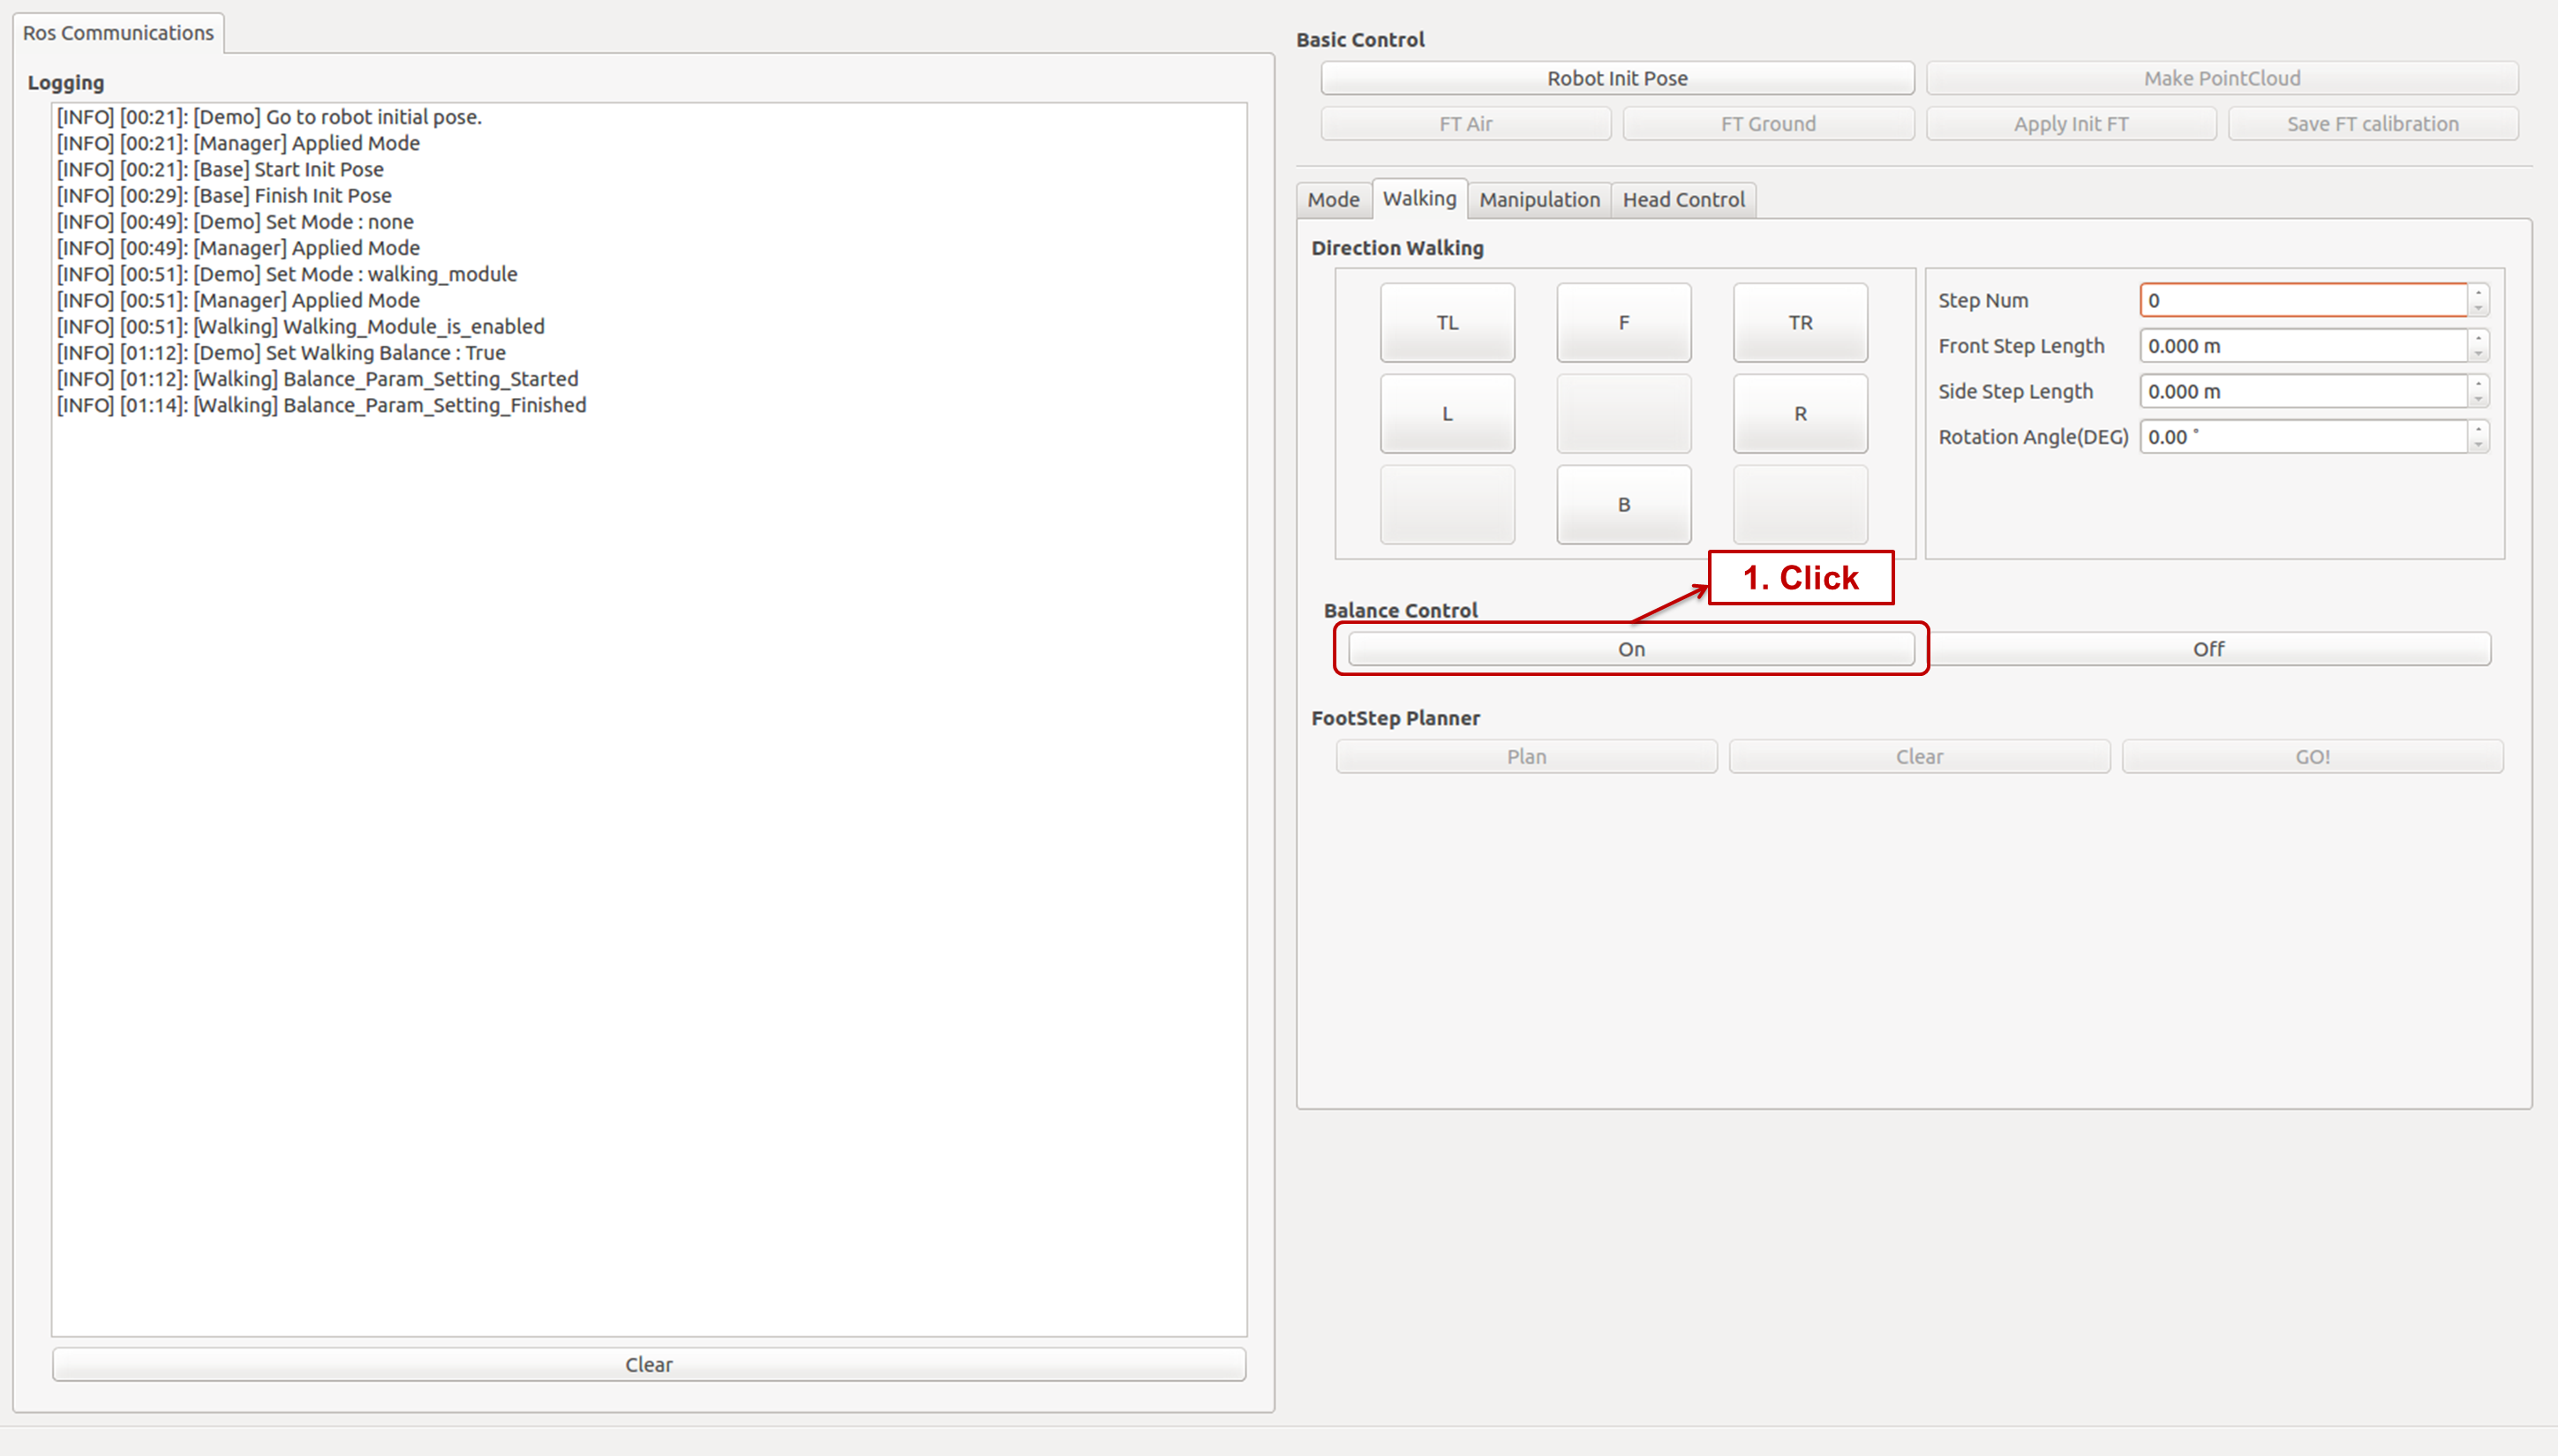 Ros Communications
Logging
[INFO] [00:21]: [Demo] Go to robot initial pose.
[INFO] [00:21]: [Manager] Applied Mode
[INFO] [00:21]: [Base] Start Init Pose
[INFO] [00:29]: [Base] Finish Init Pose
[INFO] [00:49]: [Demo] Set Mode : none
[INFO] [00:49]: [Manager] Applied Mode
[INFO] [00:51]: [Demo] Set Mode : walking_module
[INFO] [00:51]: [Manager] Applied Mode
[INFO] [00:51]: [Walking] Walking_Module_is_enabled
[INFO] [01:12]: [Demo] Set Walking Balance : True
[INFO] [01:12]: [Walking] Balance_Param_Setting_Started
[INFO] [01:14]: [Walking] Balance_Param_Setting_Finished
Clear
Basic Control
Robot Init Pose Make PointCloud
FT Air FT Ground Apply Init FT Save FT calibration
Mode Walking Manipulation Head Control
Direction Walking
TL F TR
L R
B
Step Num 0
Front Step Length 0.000 m
Side Step Length 0.000 m
Rotation Angle(DEG) 0.00 °
1. Click
Balance Control
On Off
FootStep Planner
Plan Clear GO!